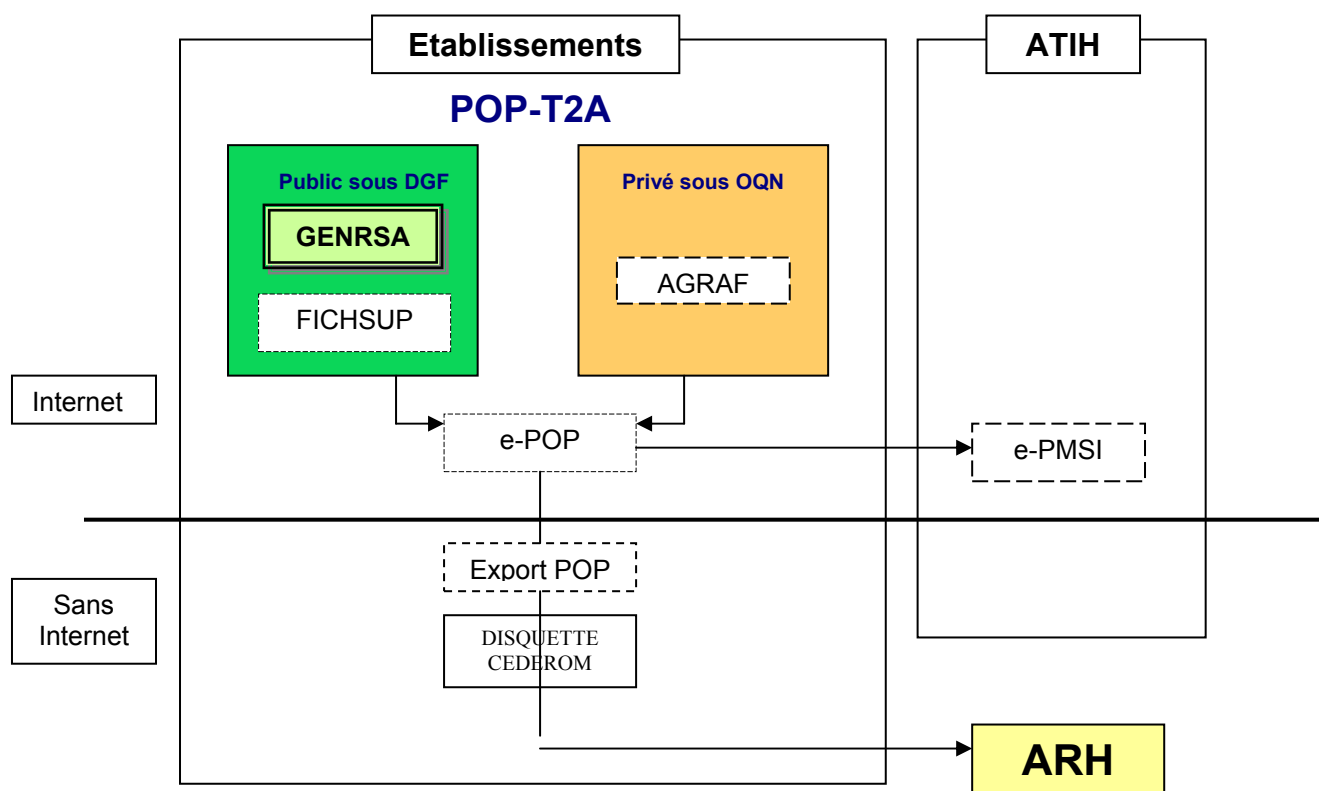 Etablissements
ATIH
POP-T2A
Public sous DGF
Privé sous OQN
GENRSA
AGRAF
FICHSUP
Internet
e-POP
e-PMSI
Export POP
Sans
Internet
DISQUETTE
CEDEROM
ARH